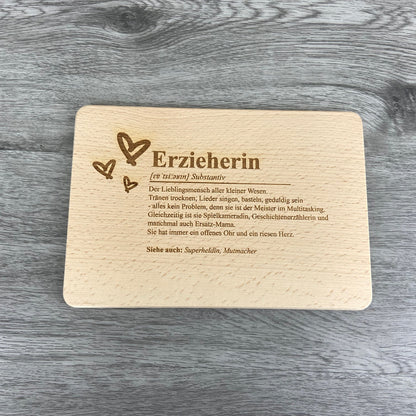 Erzieherin
[ɛɐ̯ˈtsiːəʀɪn] Substantiv
Der Lieblingsmensch aller kleiner Wesen.
Tränen trocknen, Lieder singen, basteln, geduldig sein
- alles kein Problem, denn sie ist der Meister im Multitasking.
Gleichzeitig ist sie Spielkameradin, Geschichtenerzählerin und
manchmal auch Ersatz-Mama.
Sie hat immer ein offenes Ohr und ein riesen Herz.
Siehe auch: Superheldin, Mutmacher